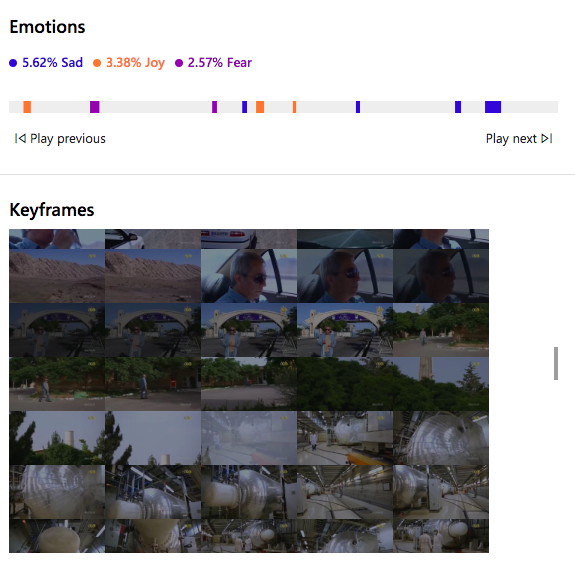 Emotions
5.62% Sad 3.38% Joy 2.57% Fear
Play previous Play next
Keyframes